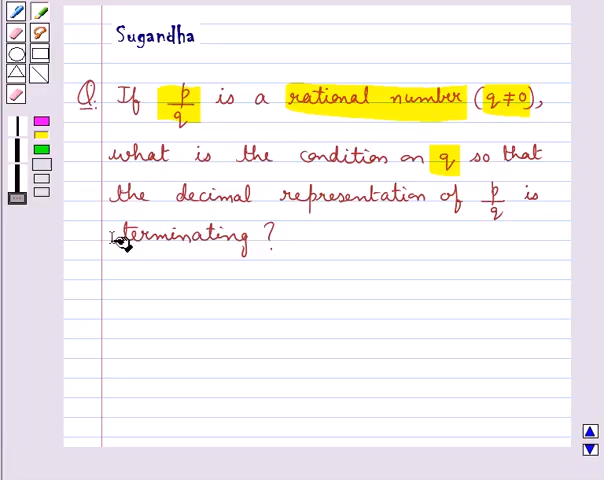 Sugandha
Q. If p/q is a rational number (q ≠ 0),
what is the condition on q so that
the decimal representation of p/q is
terminating ?